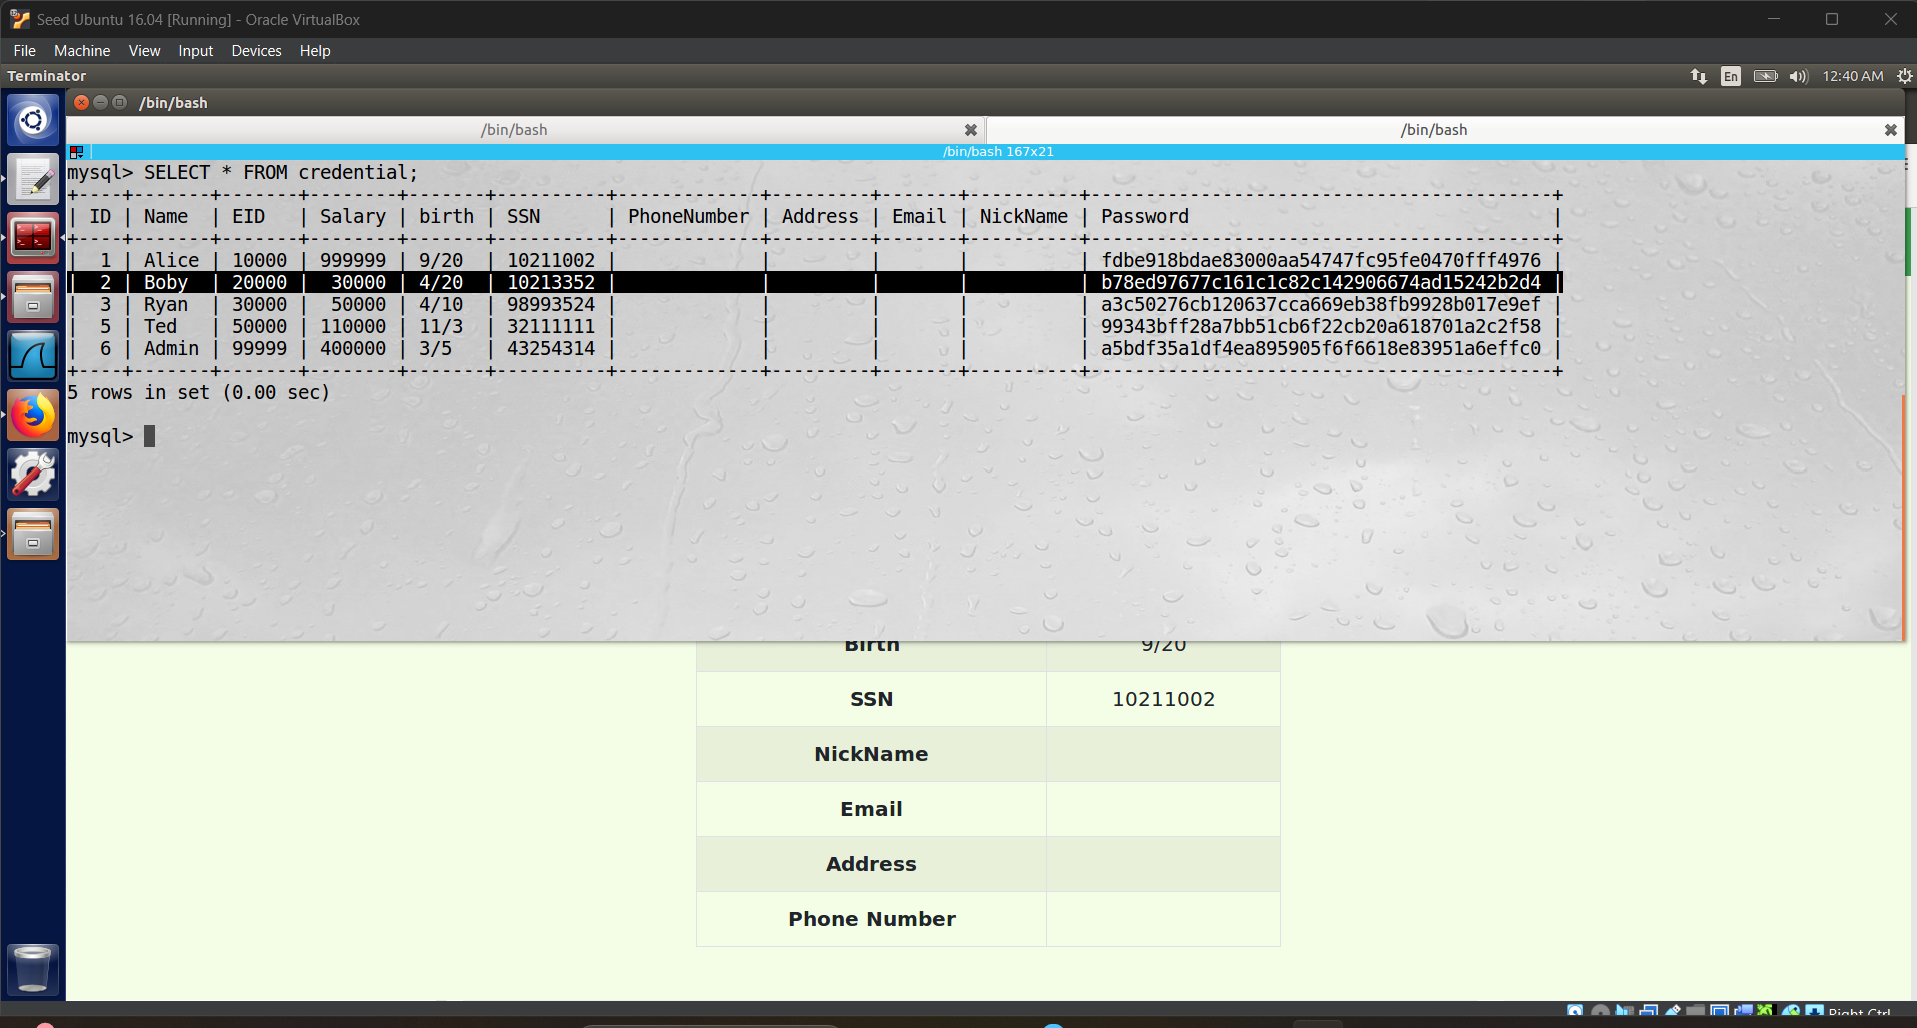 Seed Ubuntu 16.04 [Running] - Oracle VirtualBox
File Machine View Input Devices Help
Terminator En 12:40 AM
/bin/bash
/bin/bash /bin/bash
/bin/bash 167x21
mysql> SELECT * FROM credential;
+----+-------+-------+--------+-------+----------+-------------+---------+-------+----------+------------------------------------------+
| ID | Name | EID | Salary | birth | SSN | PhoneNumber | Address | Email | NickName | Password |
+----+-------+-------+--------+-------+----------+-------------+---------+-------+----------+------------------------------------------+
| 1 | Alice | 10000 | 999999 | 9/20 | 10211002 | | | | | fdbe918bdae83000aa54747fc95fe0470fff4976 |
| 2 | Boby | 20000 | 30000 | 4/20 | 10213352 | | | | | b78ed97677c161c1c82c142906674ad15242b2d4 |
| 3 | Ryan | 30000 | 50000 | 4/10 | 98993524 | | | | | a3c50276cb120637cca669eb38fb9928b017e9ef |
| 5 | Ted | 50000 | 110000 | 11/3 | 32111111 | | | | | 99343bff28a7bb51cb6f22cb20a618701a2c2f58 |
| 6 | Admin | 99999 | 400000 | 3/5 | 43254314 | | | | | a5bdf35a1df4ea895905f6f6618e83951a6effc0 |
+----+-------+-------+--------+-------+----------+-------------+---------+-------+----------+------------------------------------------+
5 rows in set (0.00 sec)
mysql>
Birth 9/20
SSN 10211002
NickName
Email
Address
Phone Number
Right Ctrl